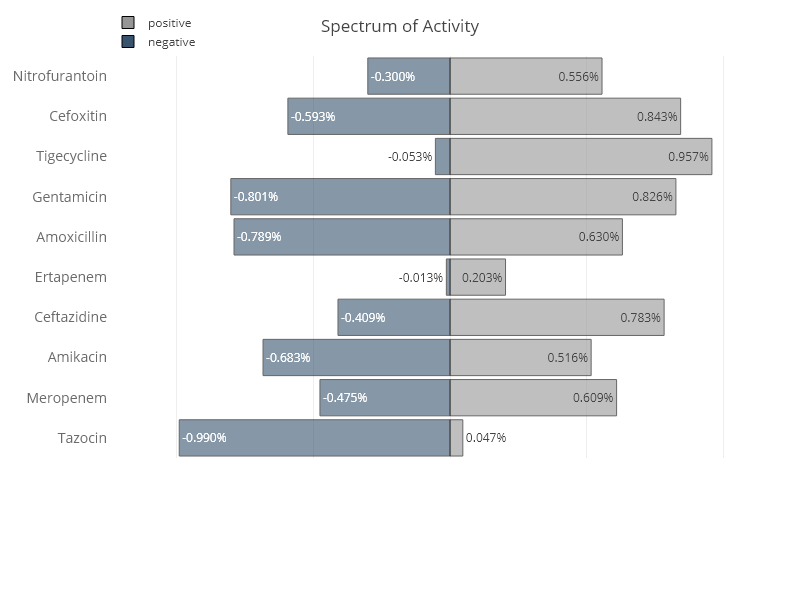 positive
negative
Spectrum of Activity
Nitrofurantoin -0.300% 0.556%
Cefoxitin -0.593% 0.843%
Tigecycline -0.053% 0.957%
Gentamicin -0.801% 0.826%
Amoxicillin -0.789% 0.630%
Ertapenem -0.013% 0.203%
Ceftazidine -0.409% 0.783%
Amikacin -0.683% 0.516%
Meropenem -0.475% 0.609%
Tazocin -0.990% 0.047%